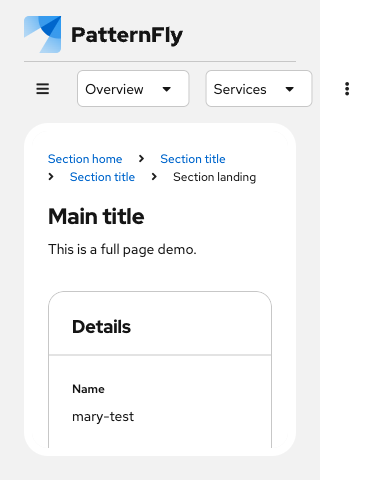 PatternFly
Overview Services
Section home Section title
Section title Section landing
Main title
This is a full page demo.
Details
Name
mary-test